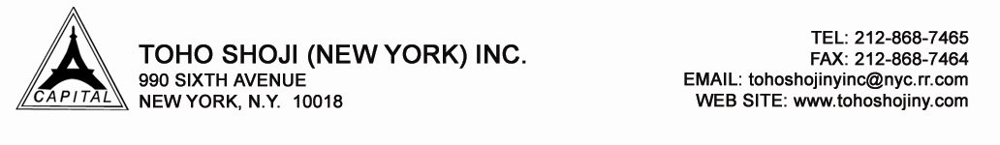 CAPITAL
TOHO SHOJI (NEW YORK) INC.
990 SIXTH AVENUE
NEW YORK, N.Y. 10018
TEL: 212-868-7465
FAX: 212-868-7464
EMAIL: tohoshojinyinc@nyc.rr.com
WEB SITE: www.tohoshojiny.com